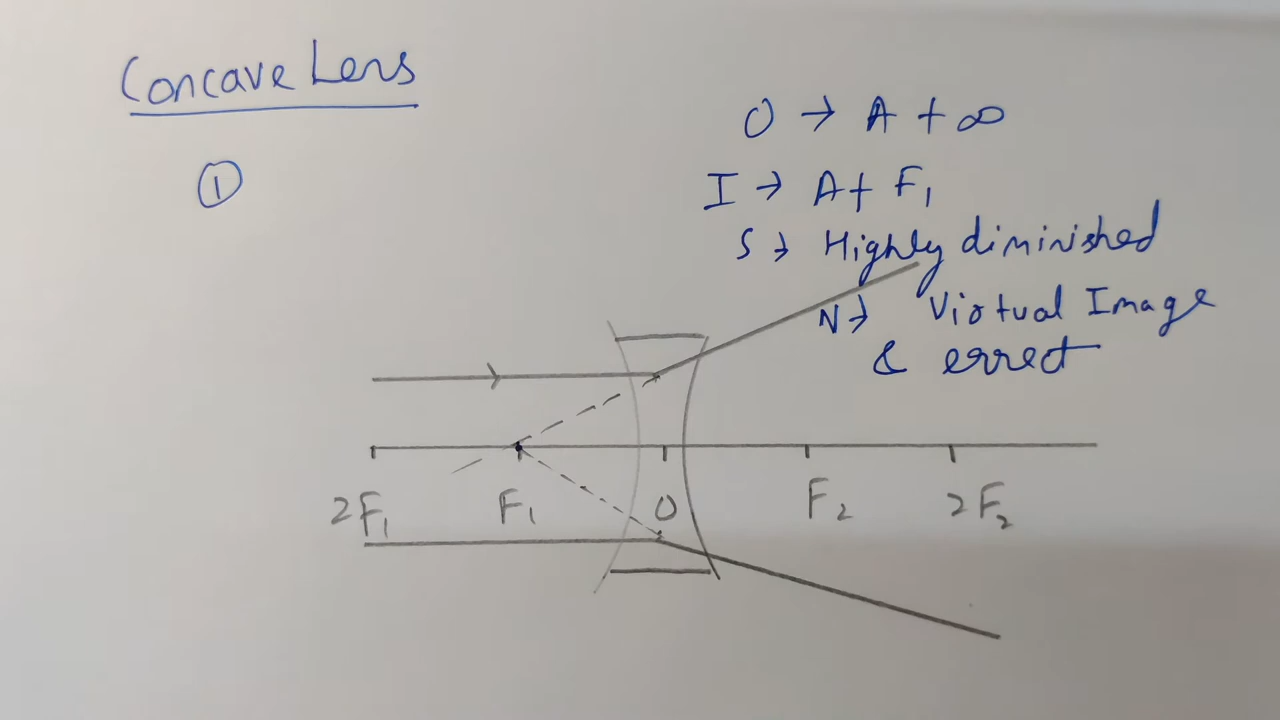 Concave Lens
①
O → A + ∞
I → A+ F₁
S → Highly diminished
N → Virtual Image
& errect
2F₁ F₁ O F₂ 2F₂